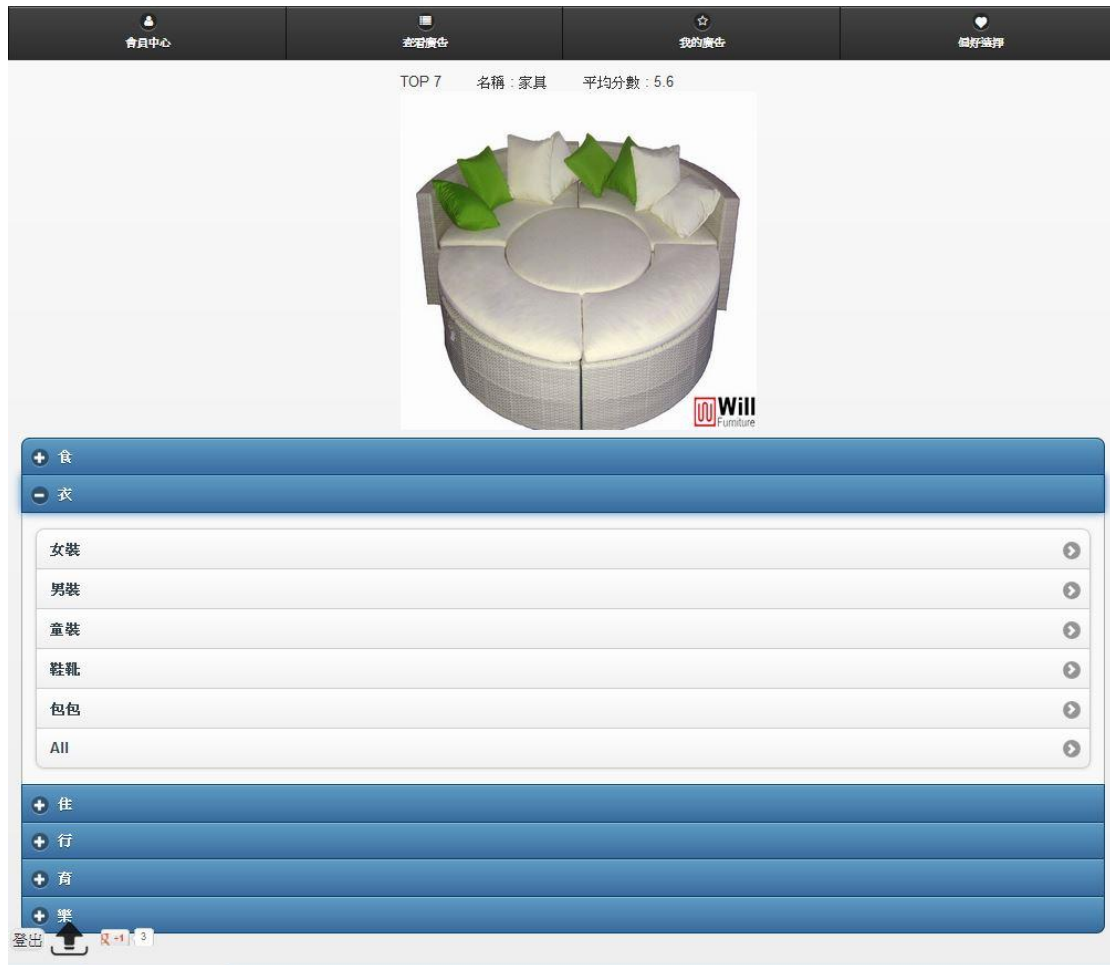 會員中心 查看廣告 我的廣告 偏好選擇
TOP 7 名稱 : 家具 平均分數 : 5.6
Will
Furniture
食
衣
女裝
男裝
童裝
鞋靴
包包
All
住
行
育
樂
登出 +1 3